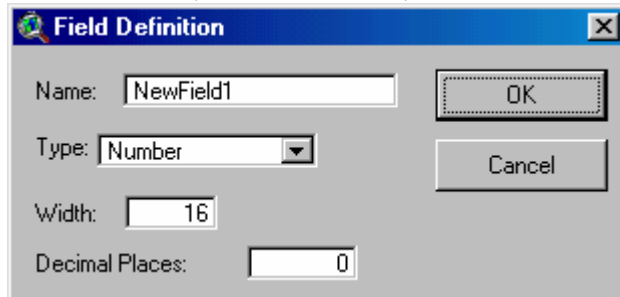 Field Definition
Name: NewField1
OK
Type: Number
Cancel
Width: 16
Decimal Places: 0